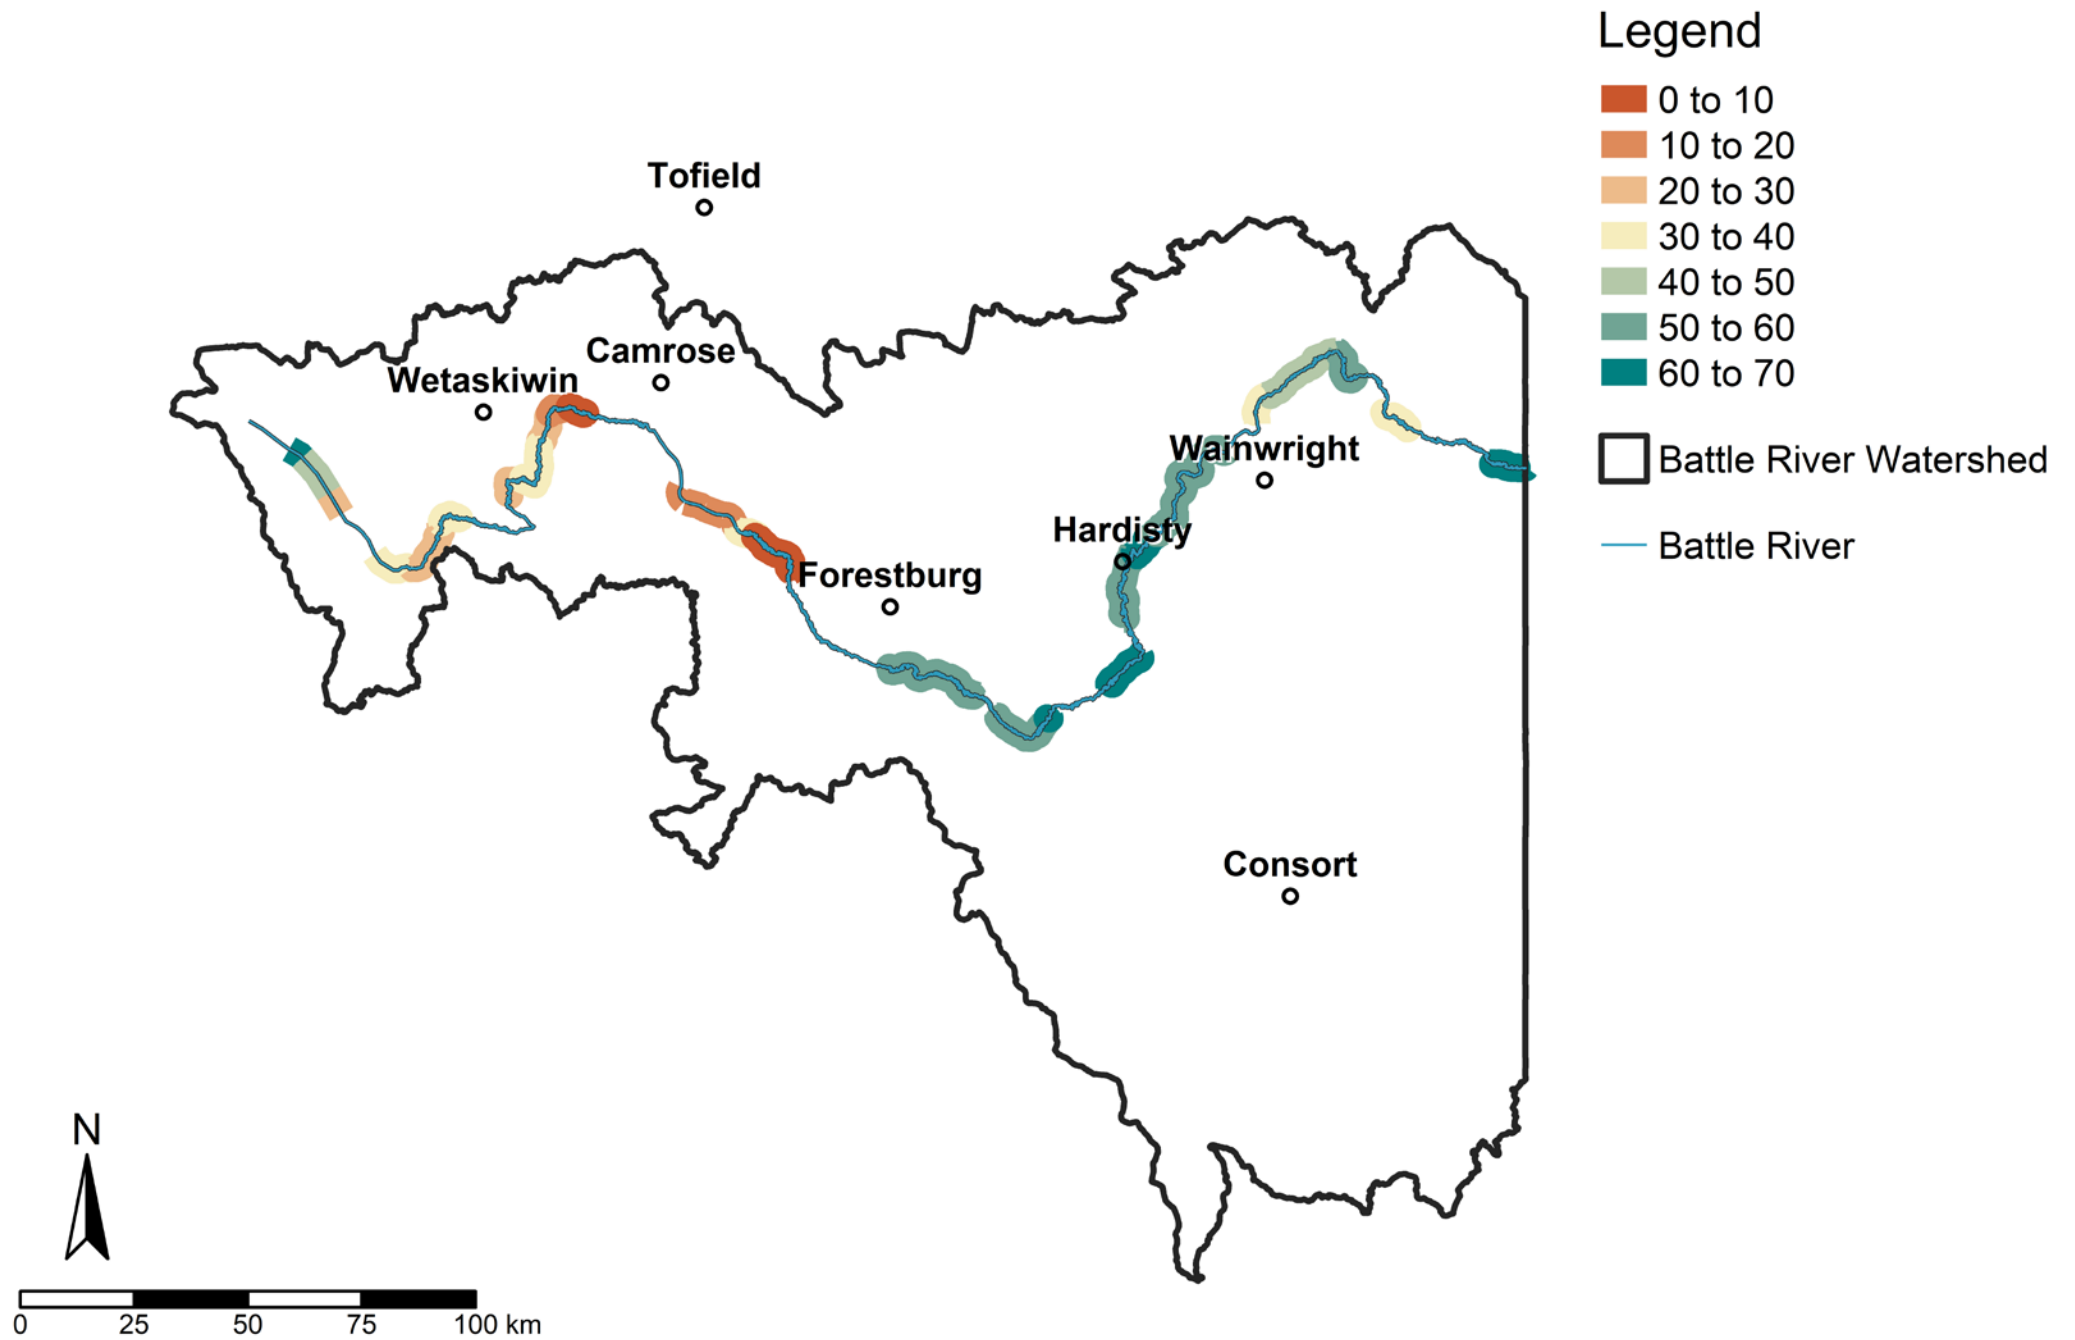 Legend
0 to 10
10 to 20
20 to 30
30 to 40
40 to 50
50 to 60
60 to 70
Battle River Watershed
Battle River
Tofield
Camrose
Wetaskiwin
Wainwright
Hardisty
Forestburg
Consort
N
0 25 50 75 100 km